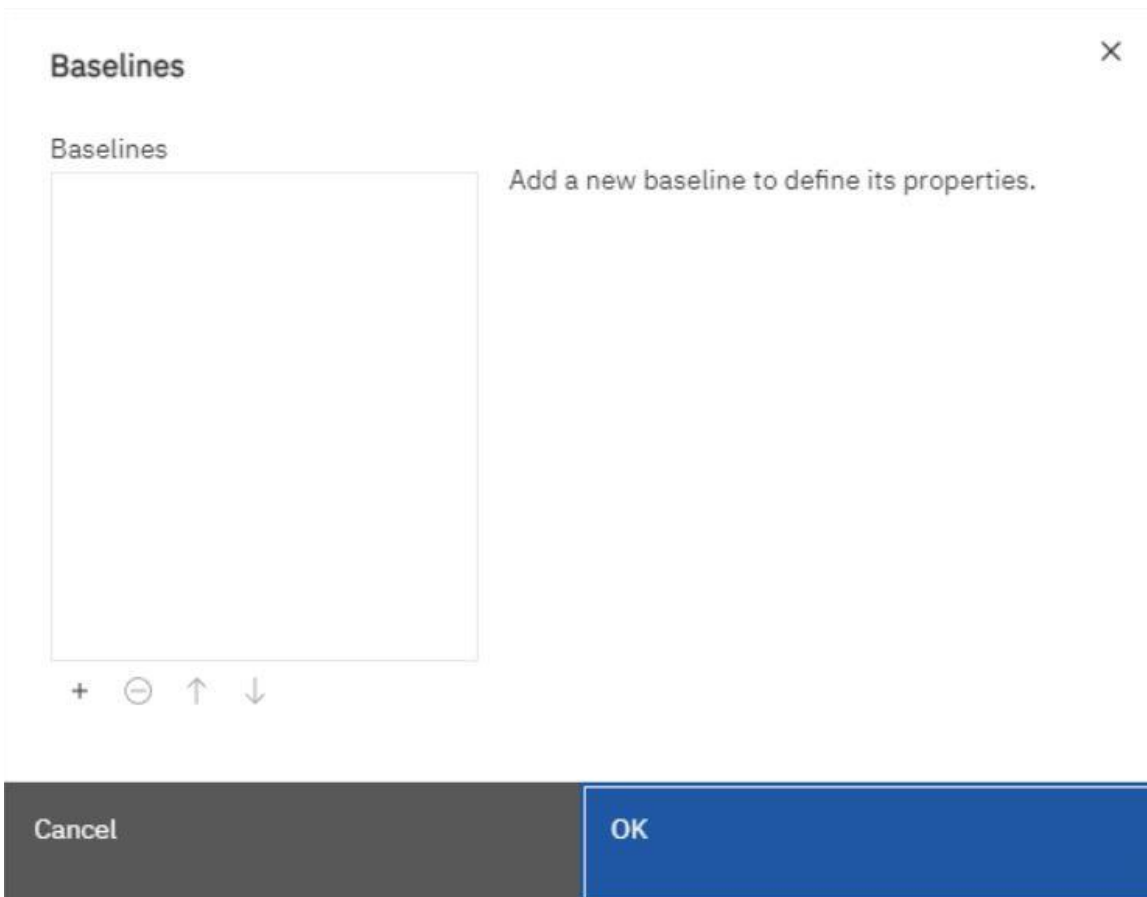 Baselines
Baselines
Add a new baseline to define its properties.
Cancel
OK